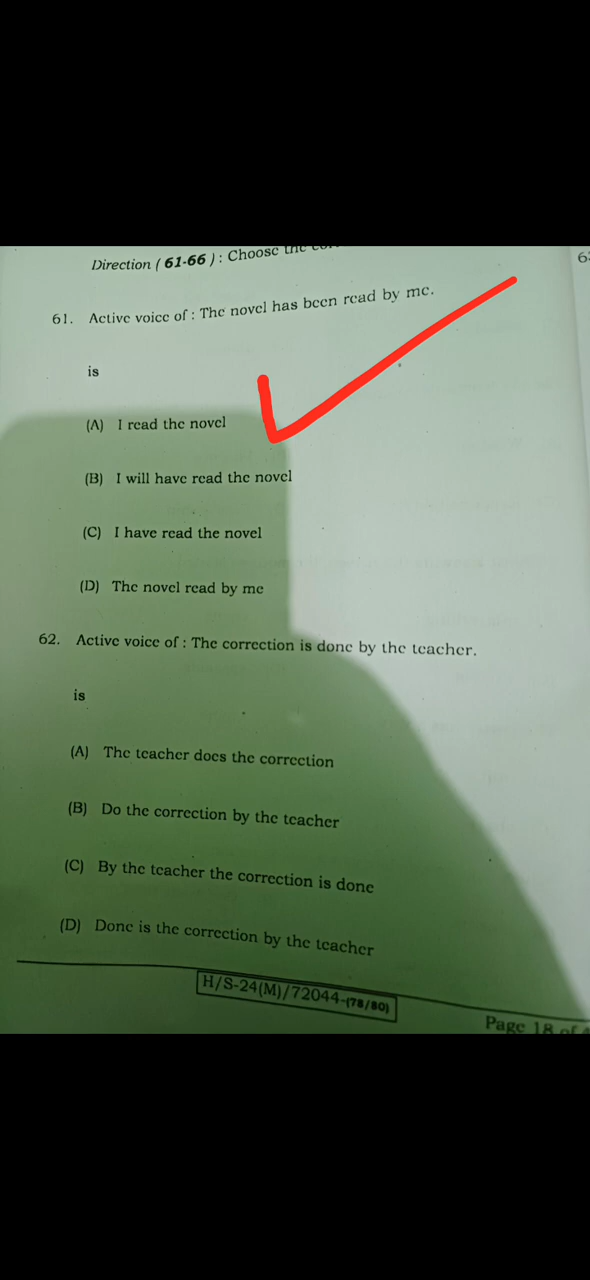 Direction ( 61-66 ) : Choose the
63
61. Active voice of : The novel has been read by me.
is
(A) I read the novel
(B) I will have read the novel
(C) I have read the novel
(D) The novel read by me
62. Active voice of : The correction is done by the teacher.
is
(A) The teacher does the correction
(B) Do the correction by the teacher
(C) By the teacher the correction is done
(D) Done is the correction by the teacher
H/S-24(M)/72044-(78/80)
Page 18 of